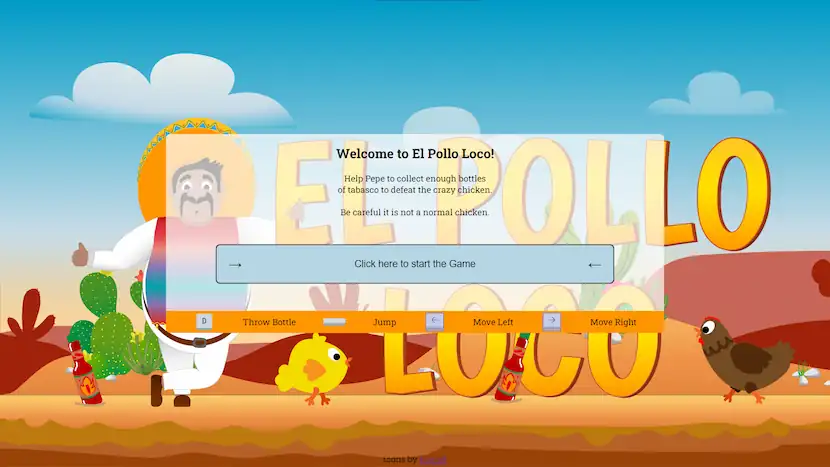 EL POLLO
LOCO
Welcome to El Pollo Loco!
Help Pepe to collect enough bottles
of tabasco to defeat the crazy chicken.
Be careful it is not a normal chicken.
→ Click here to start the Game ←
D Throw Bottle Jump ← Move Left → Move Right
Icons by